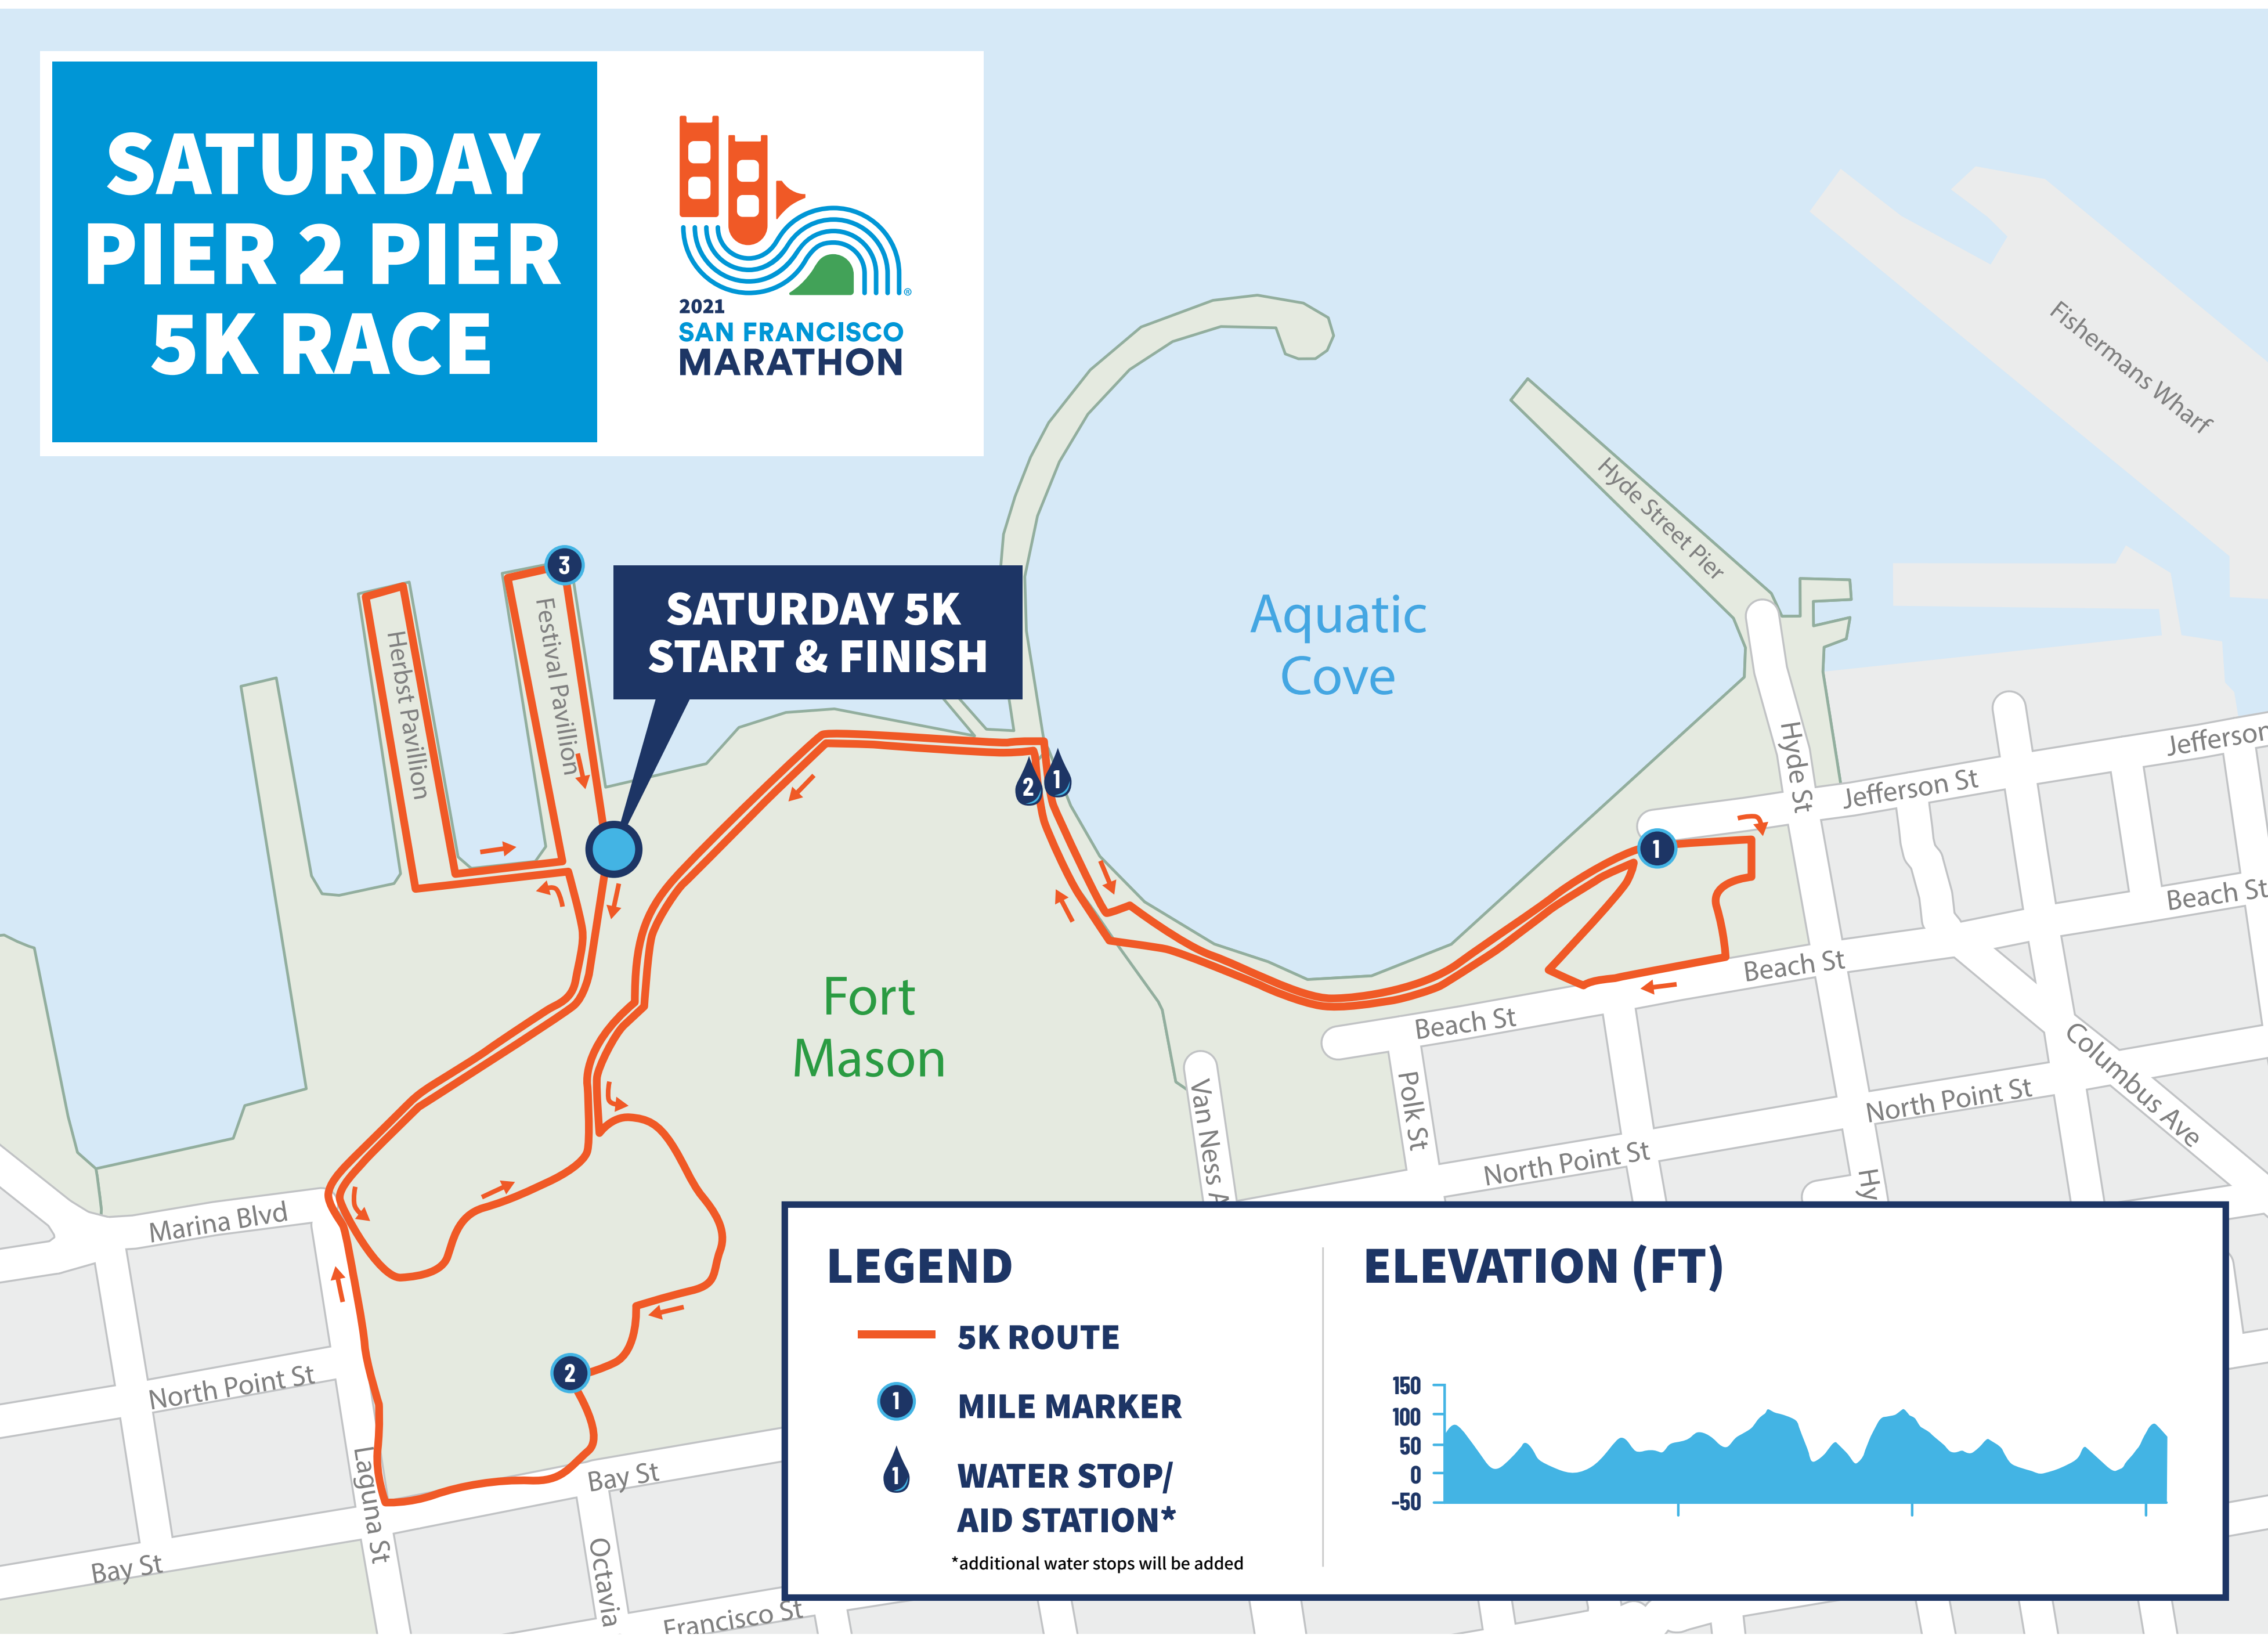 SATURDAY
PIER 2 PIER
5K RACE
2021
SAN FRANCISCO
MARATHON
®
Fishermans Wharf
Hyde Street Pier
3
SATURDAY 5K
START & FINISH
Herbst Pavillion
Festival Pavillion
Aquatic
Cove
2
1
Hyde St
Jefferson
Jefferson St
1
Beach St
Beach St
Beach St
Fort
Mason
Columbus Ave
Van Ness A
Polk St
North Point St
North Point St
Hy
Marina Blvd
North Point St
2
Laguna St
Bay St
Bay St
Octavia
Francisco St
LEGEND
5K ROUTE
1
MILE MARKER
1
WATER STOP/
AID STATION*
*additional water stops will be added
ELEVATION (FT)
150
100
50
0
-50